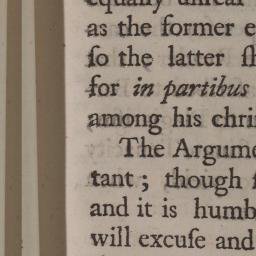 equally unreal
as the former e
ſo the latter ſh
for in partibus
among his chri
The Argume
tant; though
and it is humb
will excuſe and